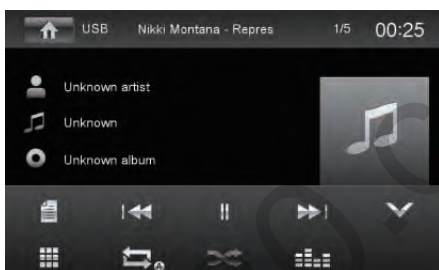 USB Nikki Montana - Repres 1/5 00:25
Unknown artist
Unknown
Unknown album